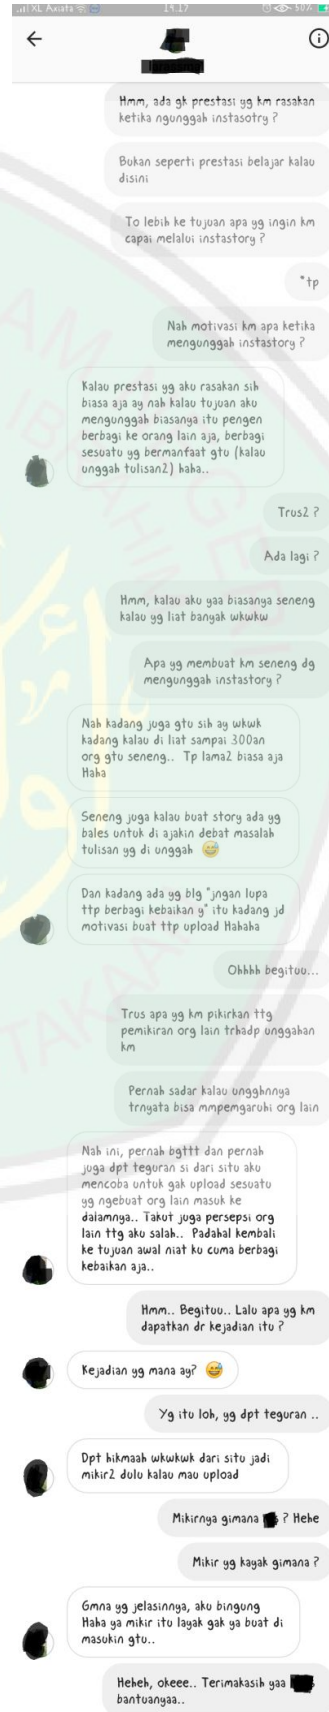 XL Axiata
19.17
50%
Hmm, ada gk prestasi yg km rasakan
ketika ngunggah instasotry ?
Bukan seperti prestasi belajar kalau
disini
To lebih ke tujuan apa yg ingin km
capai melalui instastory ?
*tp
Nah motivasi km apa ketika
mengunggah instastory ?
Kalau prestasi yg aku rasakan sih
biasa aja ay nah kalau tujuan aku
mengunggah biasanya itu pengen
berbagi ke orang lain aja, berbagi
sesuatu yg bermanfaat gtu (kalau
unggah tulisan2) haha..
Trus2 ?
Ada lagi ?
Hmm, kalau aku yaa biasanya seneng
kalau yg liat banyak wkwkw
Apa yg membuat km seneng dg
mengunggah instastory ?
Nah kadang juga gtu sih ay wkwk
kadang kalau di liat sampai 300an
org gtu seneng.. Tp lama2 biasa aja
Haha
Seneng juga kalau buat story ada yg
bales untuk di ajakin debat masalah
tulisan yg di unggah 😅
Dan kadang ada yg blg "jngan lupa
ttp berbagi kebaikan y" itu kadang jd
motivasi buat ttp upload Hahaha
Ohhhh begituu...
Trus apa yg km pikirkan ttg
pemikiran org lain trhadp unggahan
km
Pernah sadar kalau unggahnnya
trnyata bisa mmpemgaruhi org lain
Nah ini, pernah bgttt dan pernah
juga dpt teguran si dari situ aku
mencoba untuk gak upload sesuatu
yg ngebuat org lain masuk ke
dalamnya.. Takut juga persepsi org
lain ttg aku salah.. Padahal kembali
ke tujuan awal niat ku cuma berbagi
kebaikan aja..
Hmm.. Begituu.. Lalu apa yg km
dapatkan dr kejadian itu ?
Kejadian yg mana ay? 😅
Yg itu loh, yg dpt teguran ..
Dpt hikmaah wkwkwk dari situ jadi
mikir2 dulu kalau mau upload
Mikirnya gimana ? Hehe
Mikir yg kayak gimana ?
Gmna yg jelasinnya, aku bingung
Haha ya mikir itu layak gak ya buat di
masukin gtu..
Heheh, okeee.. Terimakasih yaa
bantuanyaa..